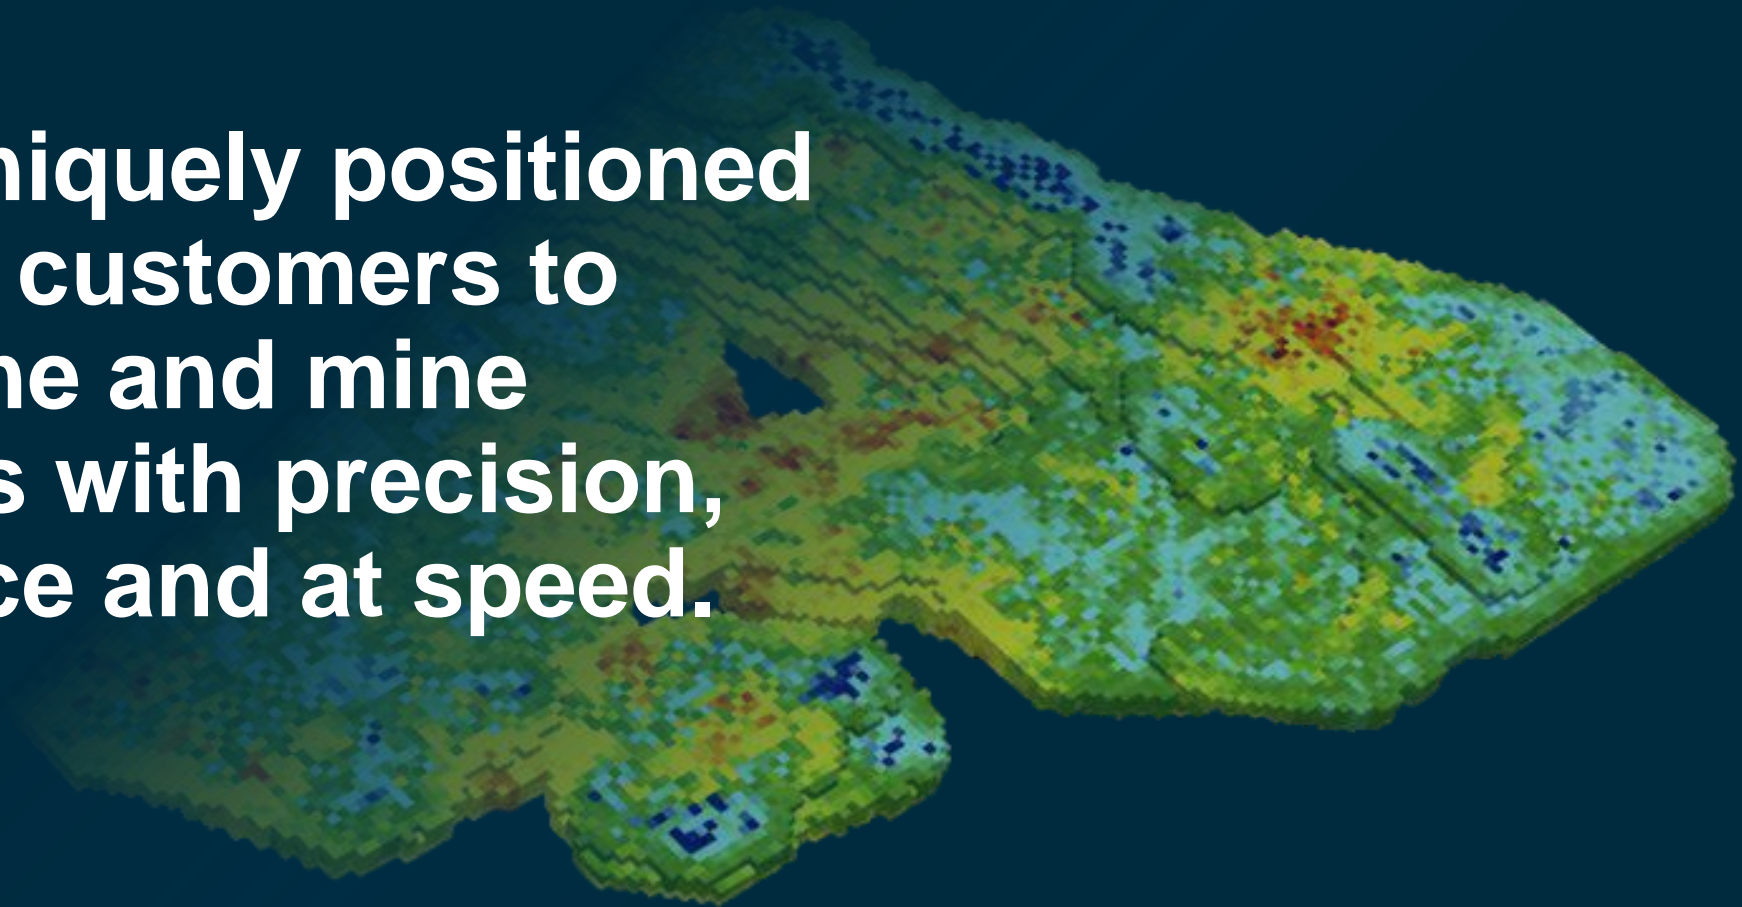 niquely positioned
customers to
ne and mine
s with precision,
ce and at speed.